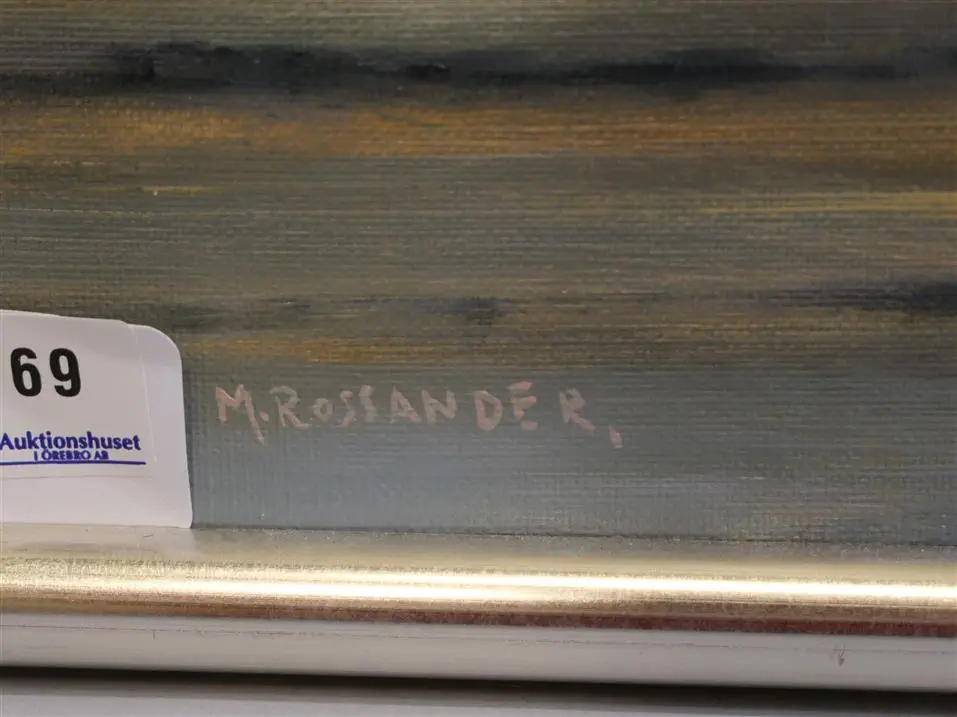 69
Auktionshuset
I ÖREBRO AB
M.ROSSANDER,